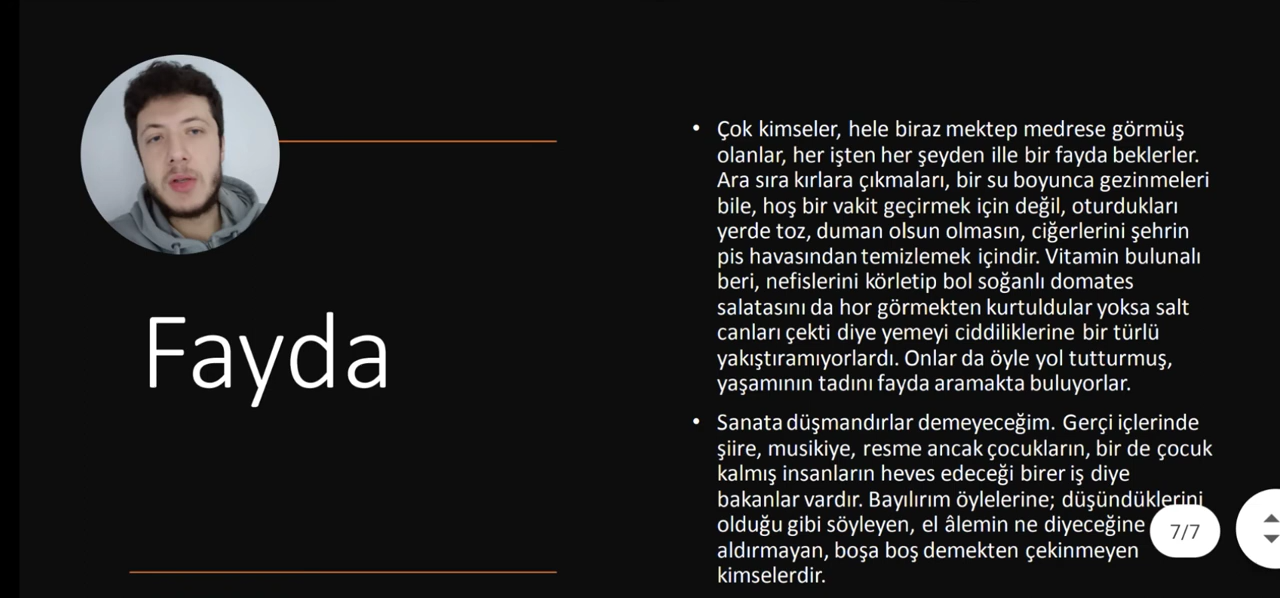 Fayda
• Çok kimseler, hele biraz mektep medrese görmüş
olanlar, her işten her şeyden ille bir fayda beklerler.
Ara sıra kırlara çıkmaları, bir su boyunca gezinmeleri
bile, hoş bir vakit geçirmek için değil, oturdukları
yerde toz, duman olsun olmasın, ciğerlerini şehrin
pis havasından temizlemek içindir. Vitamin bulunalı
beri, nefislerini körletip bol soğanlı domates
salatasını da hor görmekten kurtuldular yoksa salt
canları çekti diye yemeyi ciddiliklerine bir türlü
yakıştıramıyorlardı. Onlar da öyle yol tutturmuş,
yaşamının tadını fayda aramakta buluyorlar.
• Sanata düşmandırlar demeyeceğim. Gerçi içlerinde
şiire, musikiye, resme ancak çocukların, bir de çocuk
kalmış insanların heves edeceği birer iş diye
bakanlar vardır. Bayılırım öylelerine; düşündüklerini
olduğu gibi söyleyen, el âlemin ne diyeceğine
aldırmayan, boşa boş demekten çekinmeyen
kimselerdir.
7/7